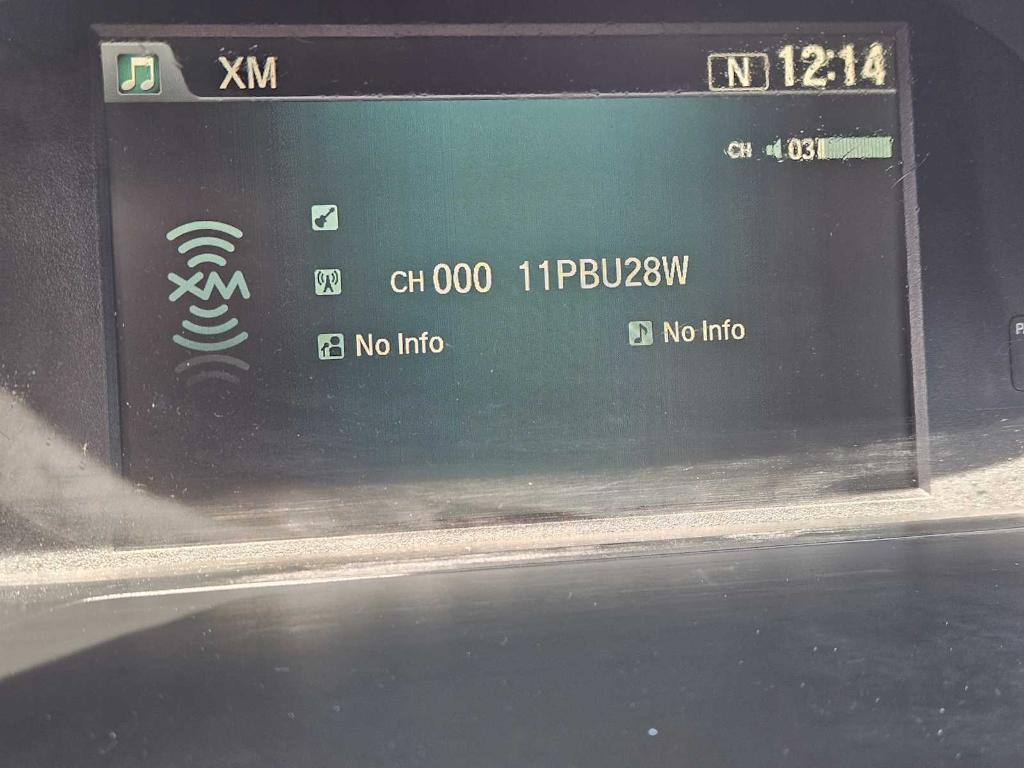 XM N 12:14
CH 03
XM
CH 000 11PBU28W
No Info No Info